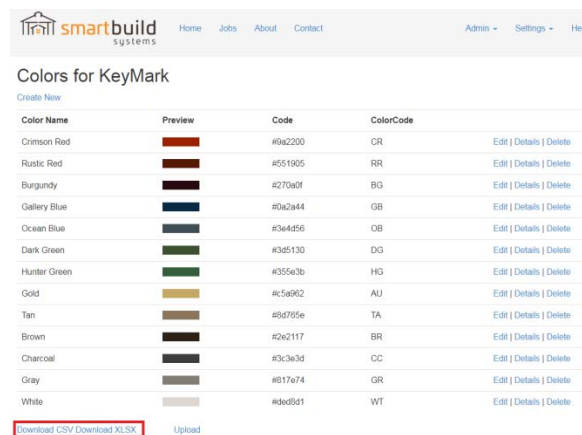 smartbuild systems Home Jobs About Contact Admin Settings He
Colors for KeyMark
Create New
Color Name Preview Code ColorCode
Crimson Red #9a2200 CR Edit | Details | Delete
Rustic Red #551905 RR Edit | Details | Delete
Burgundy #270a0f BG Edit | Details | Delete
Gallery Blue #0a2a44 GB Edit | Details | Delete
Ocean Blue #3e4d56 OB Edit | Details | Delete
Dark Green #3d5130 DG Edit | Details | Delete
Hunter Green #355e3b HG Edit | Details | Delete
Gold #c5a962 AU Edit | Details | Delete
Tan #8d765e TA Edit | Details | Delete
Brown #2e2117 BR Edit | Details | Delete
Charcoal #3c3e3d CC Edit | Details | Delete
Gray #817e74 GR Edit | Details | Delete
White #ded8d1 WT Edit | Details | Delete
Download CSV Download XLSX Upload